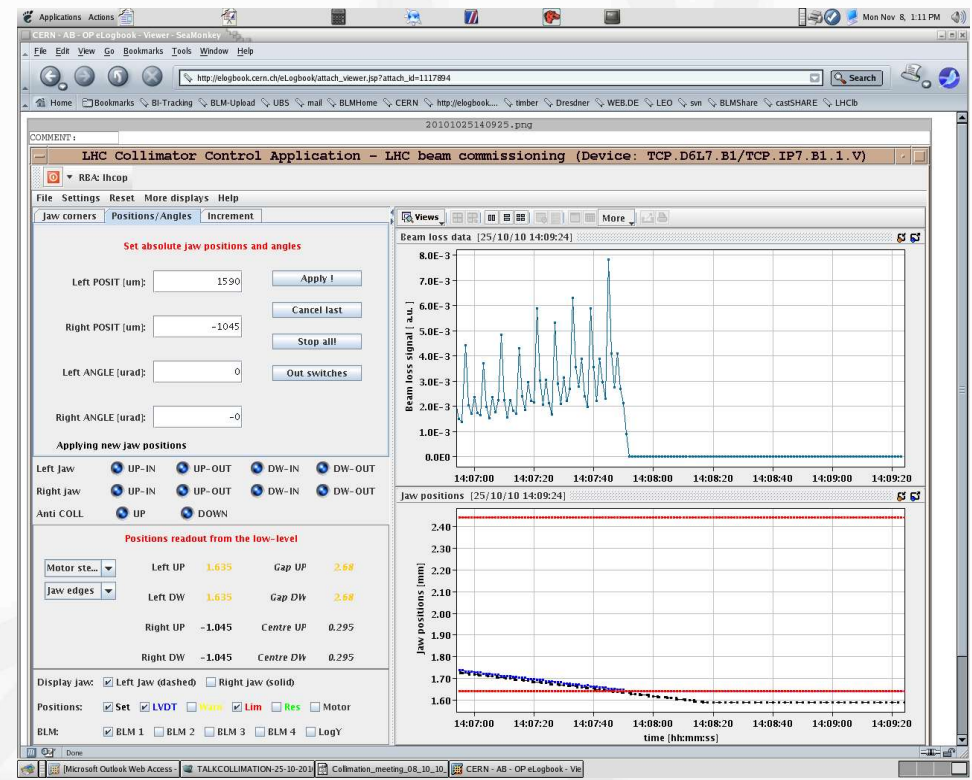 Applications Actions
Mon Nov 8, 1:11 PM
CERN - AB - OP eLogbook - Viewer - SeaMonkey
File Edit View Go Bookmarks Tools Window Help
http://elogbook.cern.ch/eLogbook/attach_viewer.jsp?attach_id=1117894
Search
Home Bookmarks BI-Tracking BLM-Upload UBS mail BLMHome CERN http://elogbook.... timber Dresdner WEB.DE LEO svn BLMShare castSHARE LHClb
20101025140925.png
COMMENT:
LHC Collimator Control Application - LHC beam commissioning (Device: TCP.D6L7.B1/TCP.IP7.B1.1.V)
RBA: lhcop
File Settings Reset More displays Help
Jaw corners Positions/Angles Increment
Set absolute jaw positions and angles
Left POSIT [um]: 1590 Apply !
Cancel last
Right POSIT [um]: -1045
Stop all!
Left ANGLE [urad]: 0 Out switches
Right ANGLE [urad]: -0
Applying new jaw positions
Left Jaw UP-IN UP-OUT DW-IN DW-OUT
Right jaw UP-IN UP-OUT DW-IN DW-OUT
Anti COLL UP DOWN
Positions readout from the low-level
Motor ste... Left UP 1.635 Gap UP 2.68
Jaw edges Left DW 1.635 Gap DW 2.68
Right UP -1.045 Centre UP 0.295
Right DW -1.045 Centre DW 0.295
Display jaw: Left Jaw (dashed) Right jaw (solid)
Positions: Set LVDT Warn Lim Res Motor
BLM: BLM 1 BLM 2 BLM 3 BLM 4 LogY
Views More
Beam loss data [25/10/10 14:09:24]
Beam loss signal [ a.u. ]
8.0E-3
7.0E-3
6.0E-3
5.0E-3
4.0E-3
3.0E-3
2.0E-3
1.0E-3
0.0E0
14:07:00 14:07:20 14:07:40 14:08:00 14:08:20 14:08:40 14:09:00 14:09:20
Jaw positions [25/10/10 14:09:24]
Jaw positions [mm]
2.40
2.30
2.20
2.10
2.00
1.90
1.80
1.70
1.60
14:07:00 14:07:20 14:07:40 14:08:00 14:08:20 14:08:40 14:09:00 14:09:20
time [hh:mm:ss]
Done
[Microsoft Outlook Web Access - TALKCOLLIMATION-25-10-201 Collimation_meeting_08_10_10_ CERN - AB - OP eLogbook - Vie